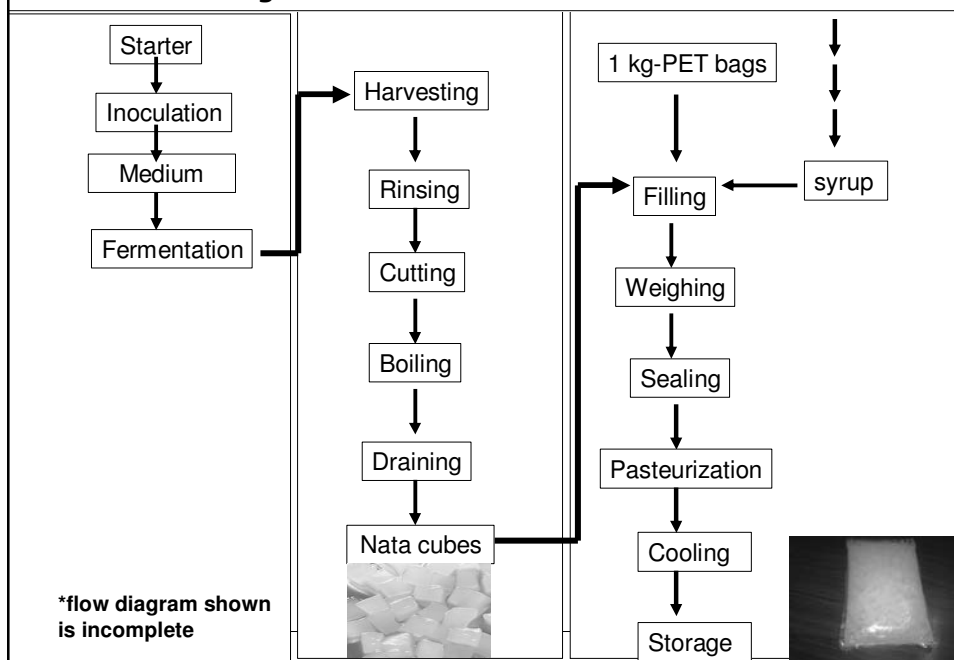 Starter
Inoculation
Medium
Fermentation
*flow diagram shown
is incomplete
Harvesting
Rinsing
Cutting
Boiling
Draining
Nata cubes
1 kg-PET bags
syrup
Filling
Weighing
Sealing
Pasteurization
Cooling
Storage